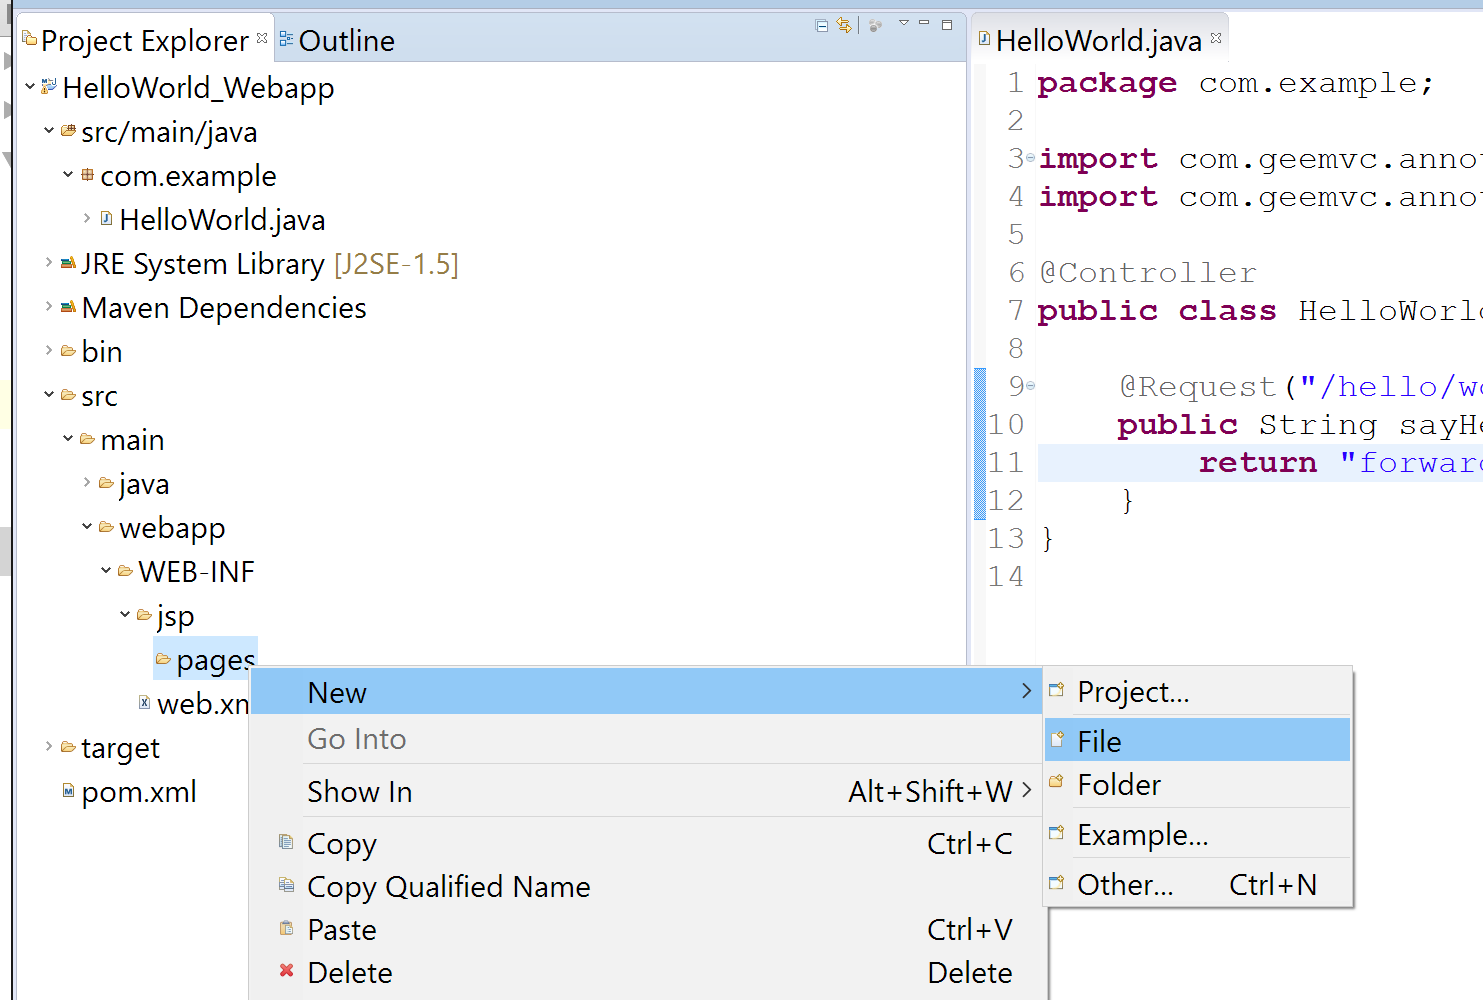 Project Explorer
Outline
HelloWorld_Webapp
src/main/java
com.example
HelloWorld.java
JRE System Library [J2SE-1.5]
Maven Dependencies
bin
src
main
java
webapp
WEB-INF
jsp
pages
target
pom.xml
New
Go Into
Show In Alt+Shift+W
Copy Ctrl+C
Copy Qualified Name
Paste Ctrl+V
Delete Delete
Project...
File
Folder
Example...
Other... Ctrl+N
HelloWorld.java
1 package com.example;
2
3 import com.geemvc.anno
4 import com.geemvc.anno
5
6 @Controller
7 public class HelloWorl
8
9 @Request("/hello/w
10 public String sayH
11 return "forwar
12 }
13 }
14